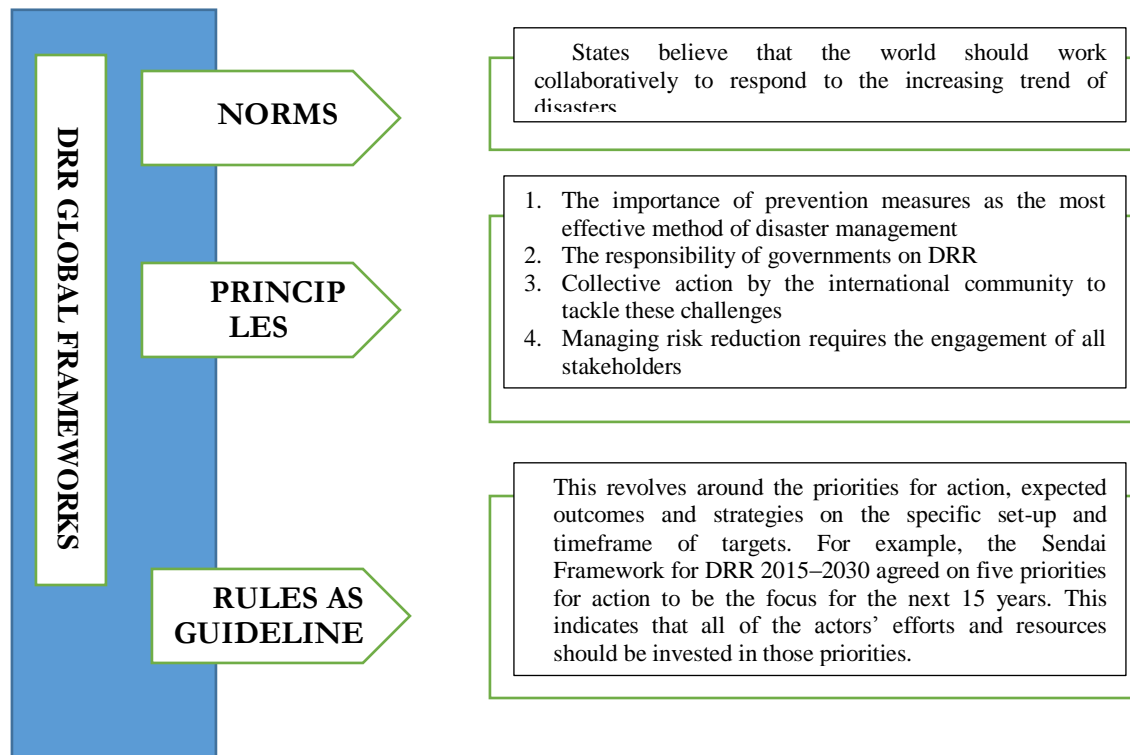 DRR GLOBAL FRAMEWORKS
NORMS
States believe that the world should work
collaboratively to respond to the increasing trend of
disasters
PRINCIP
LES
1. The importance of prevention measures as the most
effective method of disaster management
2. The responsibility of governments on DRR
3. Collective action by the international community to
tackle these challenges
4. Managing risk reduction requires the engagement of all
stakeholders
RULES AS
GUIDELINE
This revolves around the priorities for action, expected
outcomes and strategies on the specific set-up and
timeframe of targets. For example, the Sendai
Framework for DRR 2015–2030 agreed on five priorities
for action to be the focus for the next 15 years. This
indicates that all of the actors’ efforts and resources
should be invested in those priorities.